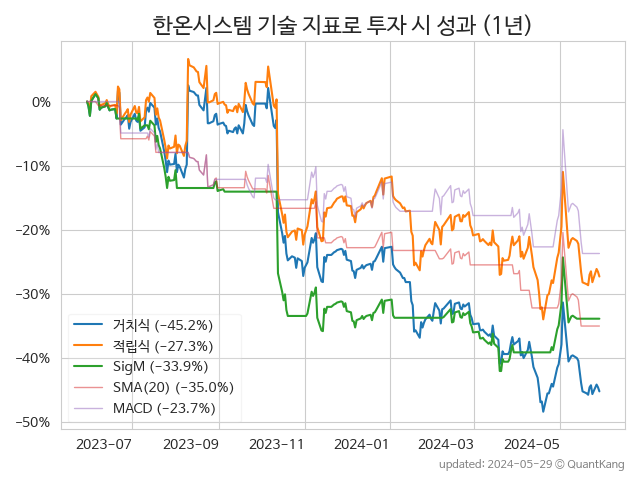 한온시스템 기술 지표로 투자 시 성과 (1년)
0%
−10%
−20%
−30%
−40%
−50%
거치식 (−45.2%)
적립식 (−27.3%)
SigM (−33.9%)
SMA(20) (−35.0%)
MACD (−23.7%)
2023−07
2023−09
2023−11
2024−01
2024−03
2024−05
updated: 2024-05-29 © QuantKang